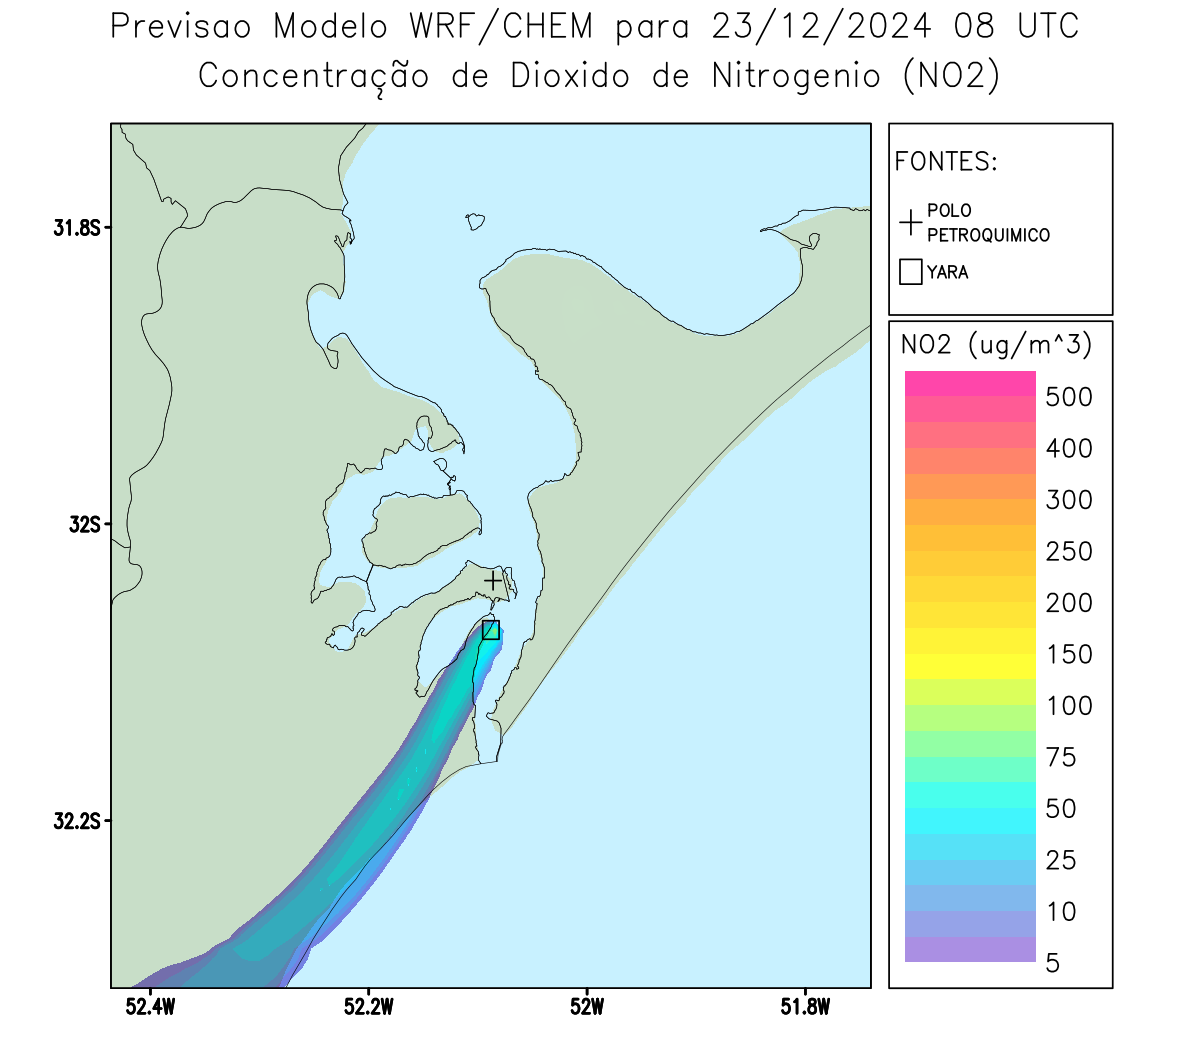 Previsao Modelo WRF/CHEM para 23/12/2024 08 UTC
Concentração de Dioxido de Nitrogenio (NO2)
FONTES:
POLO
PETROQUIMICO
YARA
NO2 (ug/m^3)
500
400
300
250
200
150
100
75
50
25
10
5
31.8S
32S
32.2S
52.4W
52.2W
52W
51.8W